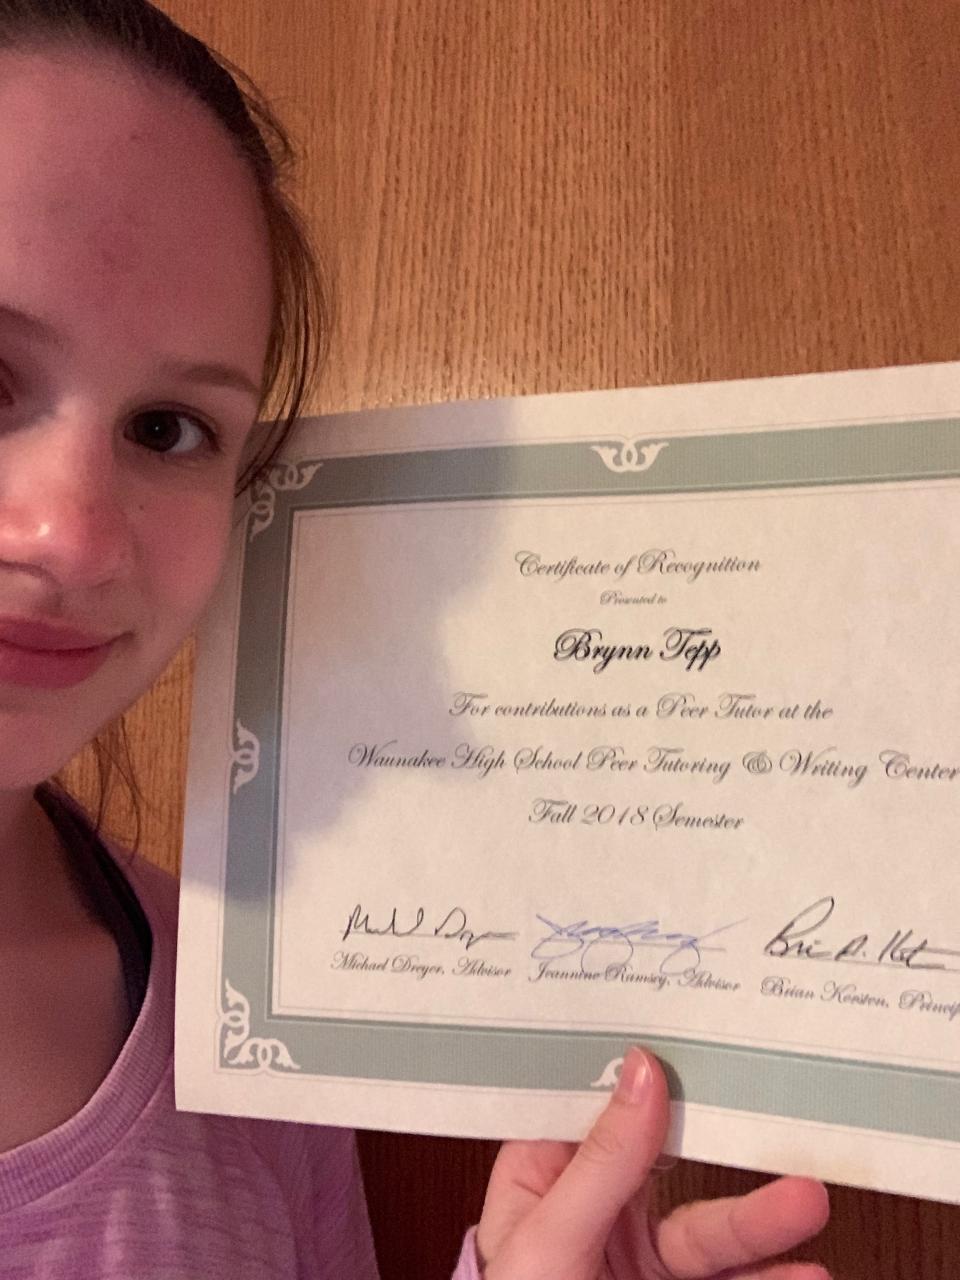 Certificate of Recognition
Presented to
Brynn Tepp
For contributions as a Peer Tutor at the
Waunakee High School Peer Tutoring & Writing Center
Fall 2018 Semester
Michael Dreyer, Advisor Jeannine Ramsey, Advisor Brian Kersten, Princip